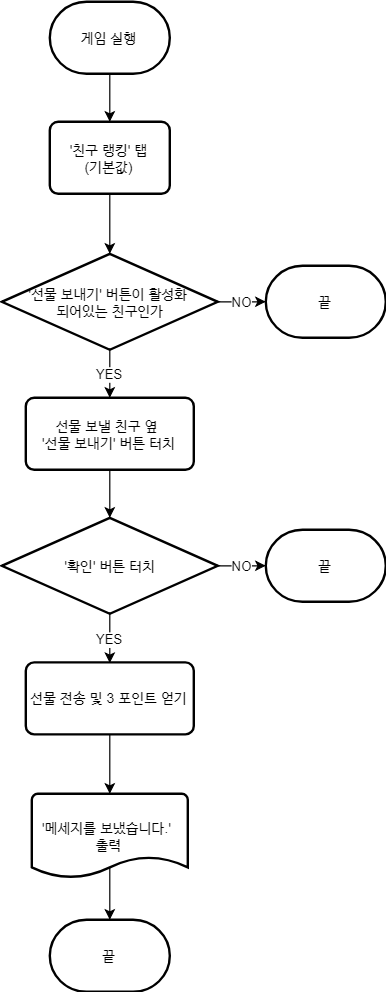 게임 실행
'친구 랭킹' 탭
(기본값)
'선물 보내기' 버튼이 활성화
되어있는 친구인가
NO
끝
YES
선물 보낼 친구 옆
'선물 보내기' 버튼 터치
'확인' 버튼 터치
NO
끝
YES
선물 전송 및 3 포인트 얻기
'메세지를 보냈습니다.'
출력
끝